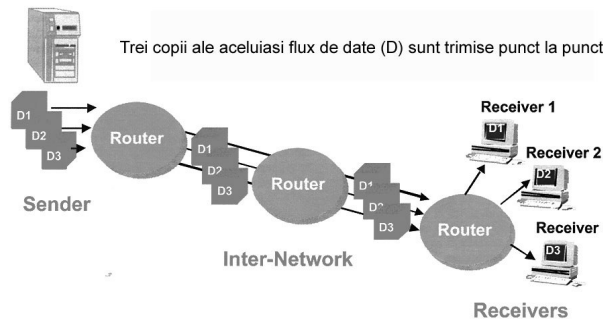 Trei copii ale aceluiasi flux de date (D) sunt trimise punct la punct
D1
D2
D3
Sender
Router
D1
D2
D3
Router
Inter-Network
D1
D2
D3
Router
Receiver 1
D1
Receiver 2
D2
Receiver
D3
Receivers